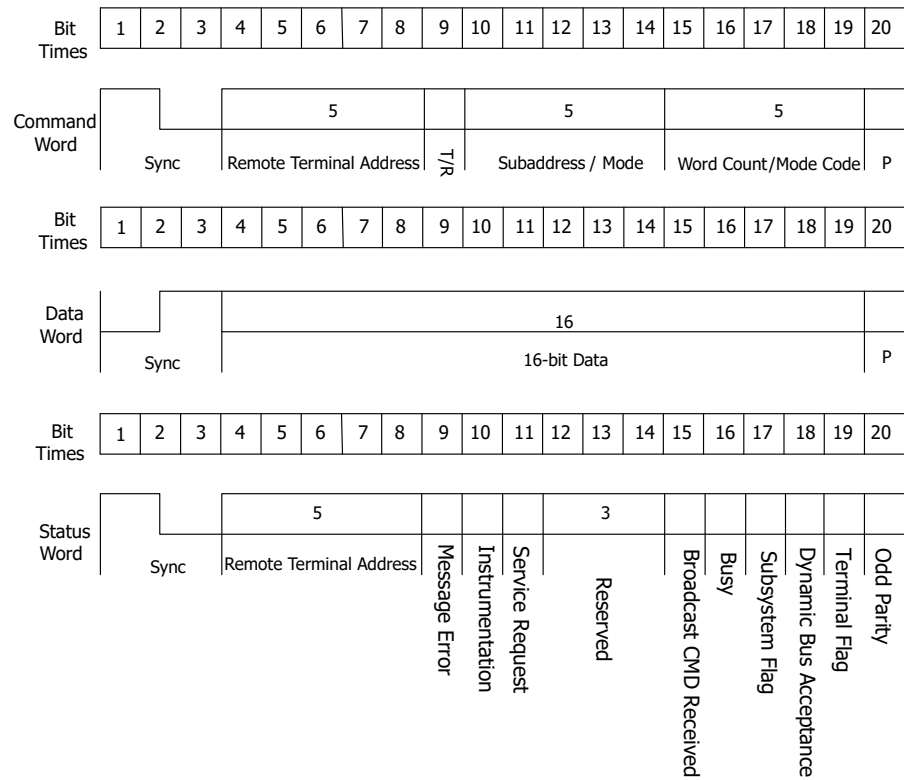 Bit Times 1 2 3 4 5 6 7 8 9 10 11 12 13 14 15 16 17 18 19 20
Command Word
5 5 5
Sync Remote Terminal Address T/R Subaddress / Mode Word Count/Mode Code P
Bit Times 1 2 3 4 5 6 7 8 9 10 11 12 13 14 15 16 17 18 19 20
Data Word
16
Sync 16-bit Data P
Bit Times 1 2 3 4 5 6 7 8 9 10 11 12 13 14 15 16 17 18 19 20
Status Word
5 3
Sync Remote Terminal Address
Message Error
Instrumentation
Service Request
Reserved
Broadcast CMD Received
Busy
Subsystem Flag
Dynamic Bus Acceptance
Terminal Flag
Odd Parity